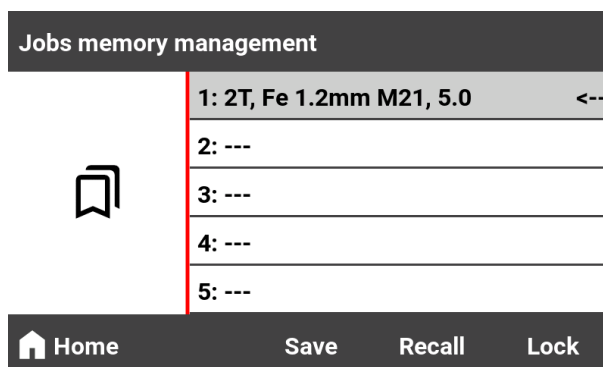 Jobs memory management
1: 2T, Fe 1.2mm M21, 5.0 <--
2: ---
3: ---
4: ---
5: ---
Home Save Recall Lock